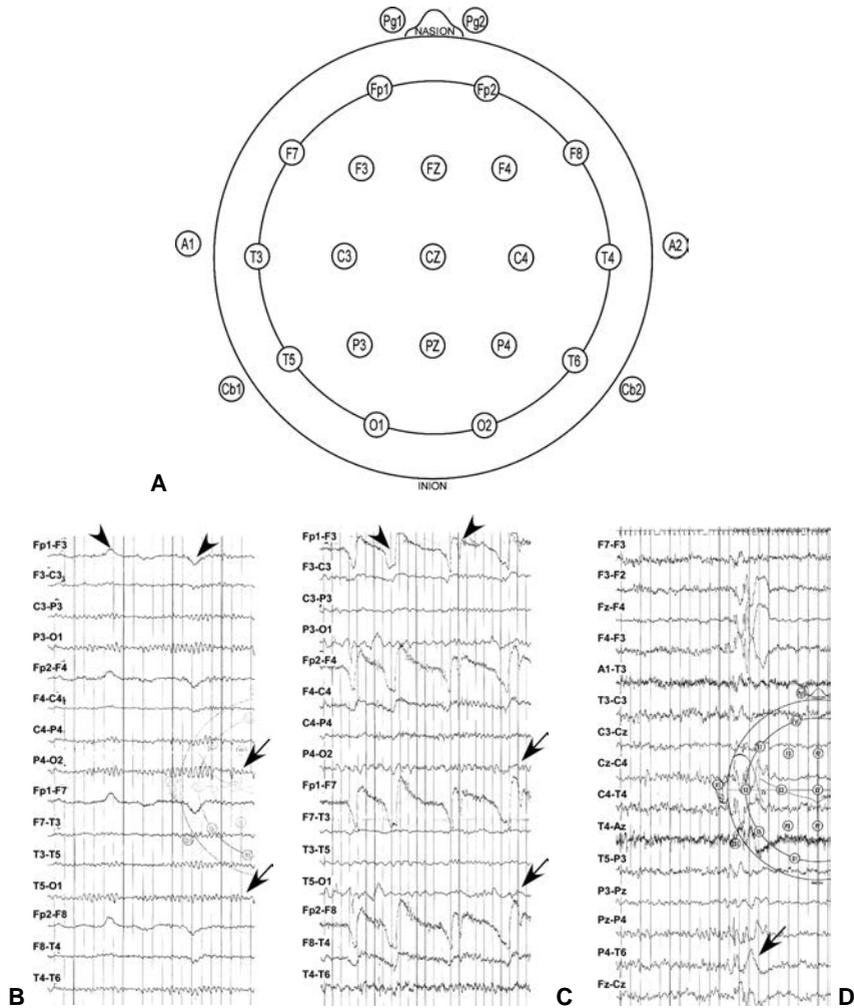 Pg1 Pg2
NASION
Fp1 Fp2
F7 F3 FZ F4 F8
A1 T3 C3 CZ C4 T4 A2
T5 P3 PZ P4 T6
Cb1 Cb2
O1 O2
INION
A
Fp1-F3
F3-C3
C3-P3
P3-O1
Fp2-F4
F4-C4
C4-P4
P4-O2
Fp1-F7
F7-T3
T3-T5
T5-O1
Fp2-F8
F8-T4
T4-T6
B
Fp1-F3
F3-C3
C3-P3
P3-O1
Fp2-F4
F4-C4
C4-P4
P4-O2
Fp1-F7
F7-T3
T3-T5
T5-O1
Fp2-F8
F8-T4
T4-T6
C
F7-F3
F3-F2
Fz-F4
F4-F3
A1-T3
T3-C3
C3-Cz
Cz-C4
C4-T4
T4-Az
T5-P3
P3-Pz
Pz-P4
P4-T6
Fz-Cz
D